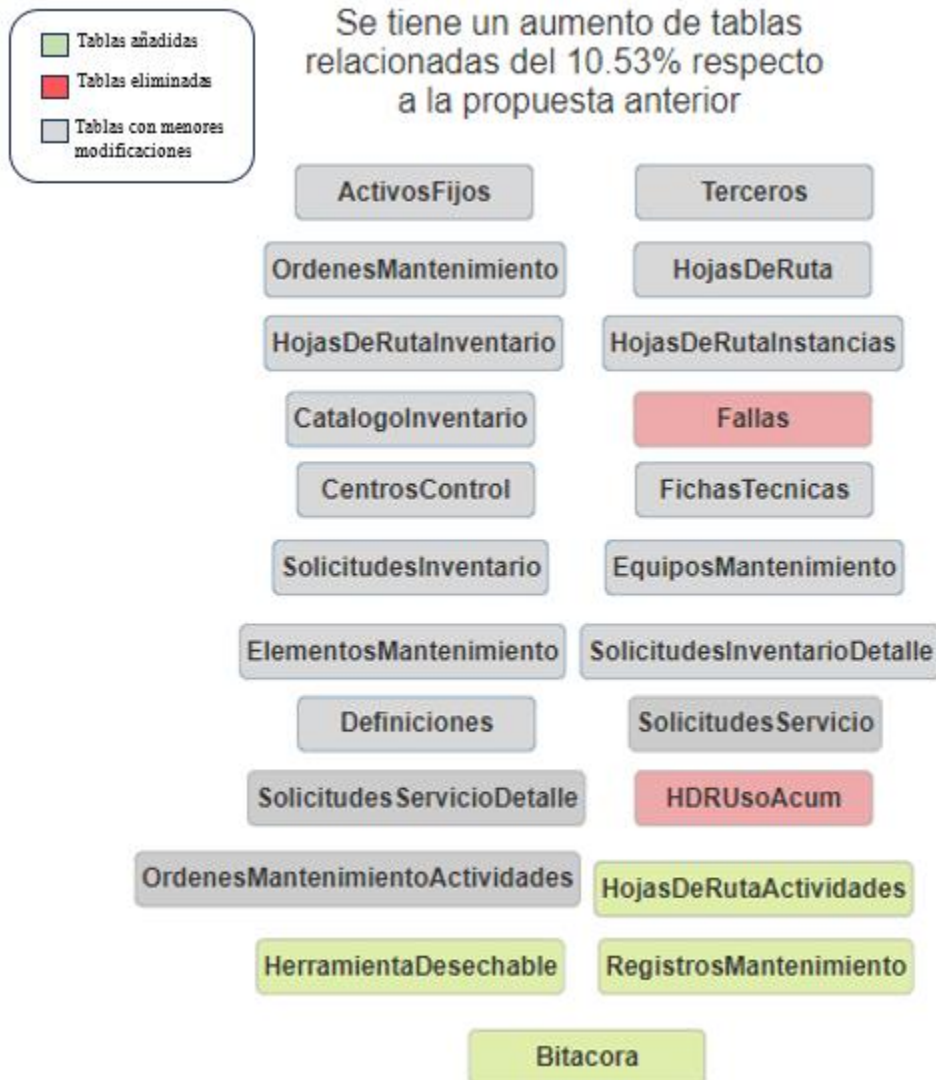 Tablas añadidas
Tablas eliminadas
Tablas con menores
modificaciones
Se tiene un aumento de tablas
relacionadas del 10.53% respecto
a la propuesta anterior
ActivosFijos
Terceros
OrdenesMantenimiento
HojasDeRuta
HojasDeRutaInventario
HojasDeRutaInstancias
CatalogoInventario
Fallas
CentrosControl
FichasTecnicas
SolicitudesInventario
EquiposMantenimiento
ElementosMantenimiento
SolicitudesInventarioDetalle
Definiciones
SolicitudesServicio
SolicitudesServicioDetalle
HDRUsoAcum
OrdenesMantenimientoActividades
HojasDeRutaActividades
HerramientaDesechable
RegistrosMantenimiento
Bitacora